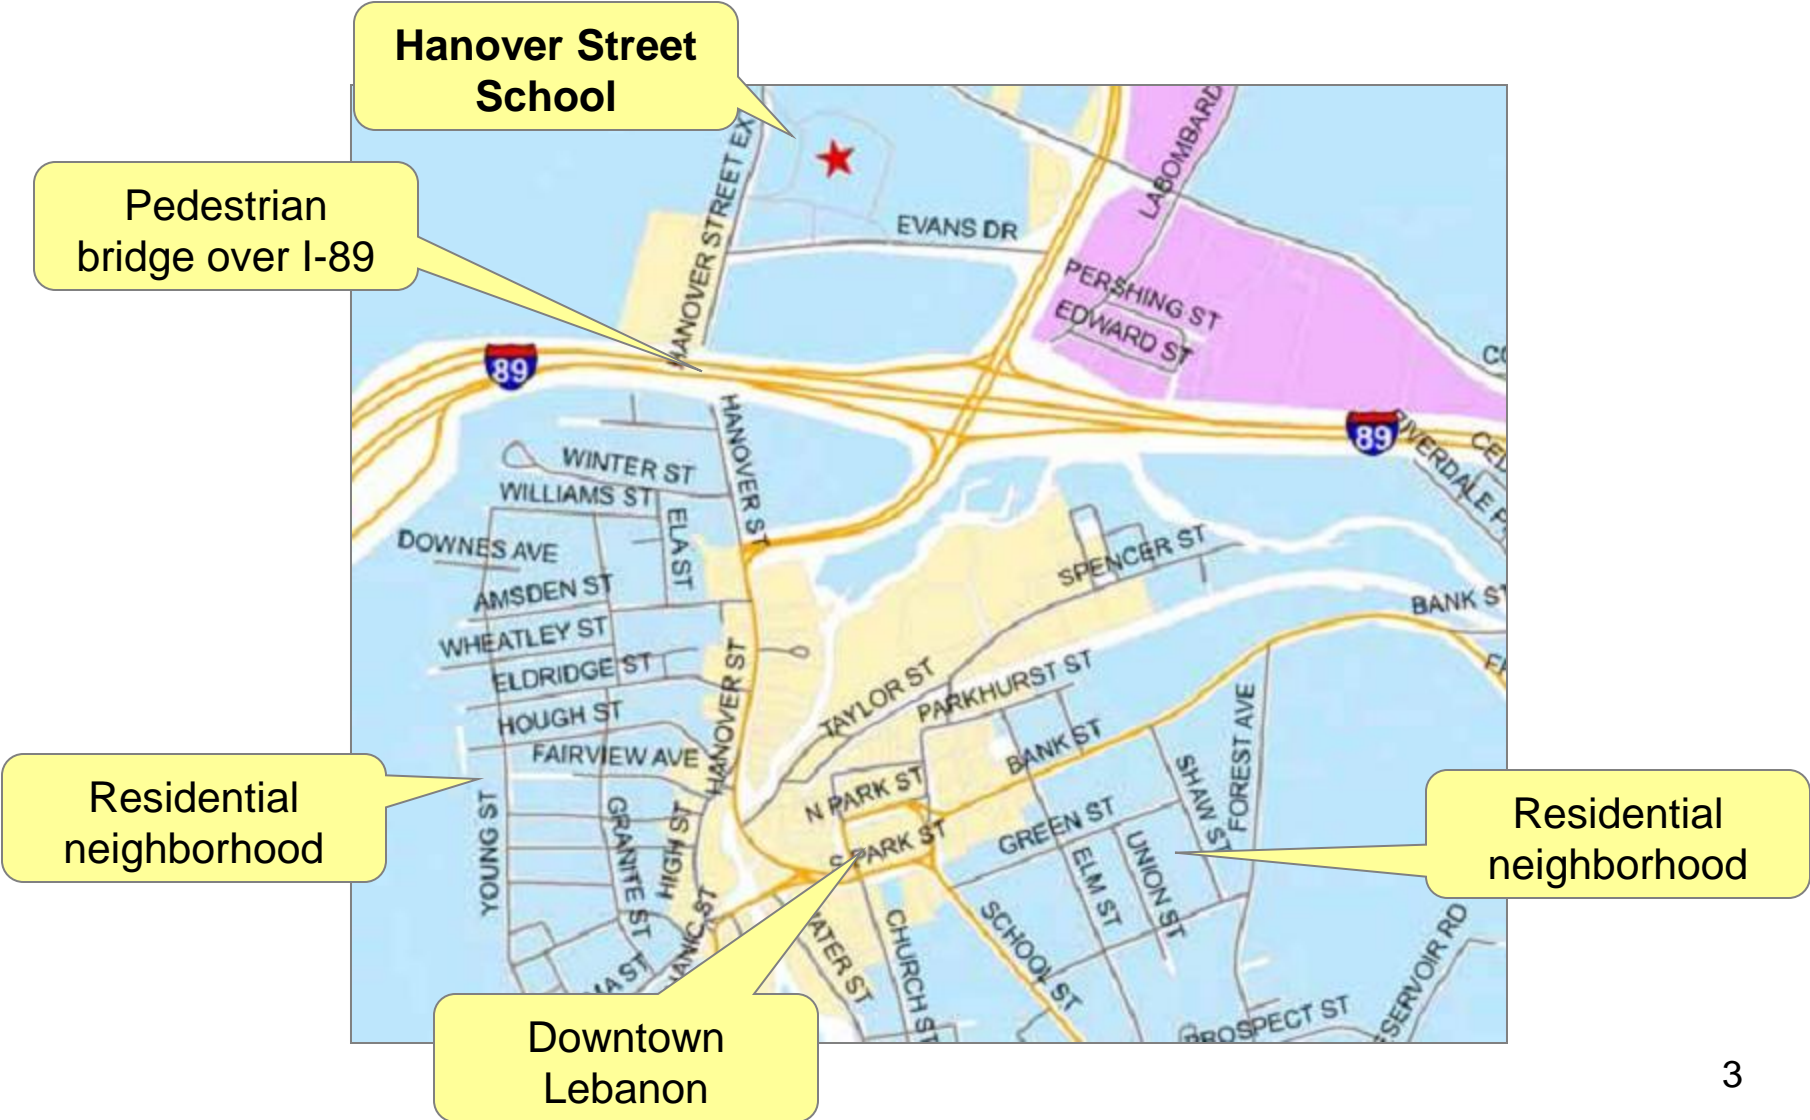 Hanover Street
School
Pedestrian
bridge over I-89
HANOVER STREET EX
LABOMBARD
EVANS DR
PERSHING ST
EDWARD ST
89
HANOVER ST
89
RIVERDALE P
WINTER ST
WILLIAMS ST
ELA ST
DOWNES AVE
SPENCER ST
AMSDEN ST
BANK ST
WHEATLEY ST
ELDRIDGE ST
HANOVER ST
TAYLOR ST
PARKHURST ST
HOUGH ST
FAIRVIEW AVE
BANK ST
SHAW ST
FOREST AVE
N PARK ST
S PARK ST
GREEN ST
Residential
neighborhood
YOUNG ST
GRANITE ST
HIGH ST
ELM ST
UNION ST
Residential
neighborhood
WATER ST
CHURCH ST
SCHOOL ST
PROSPECT ST
Downtown
Lebanon
3